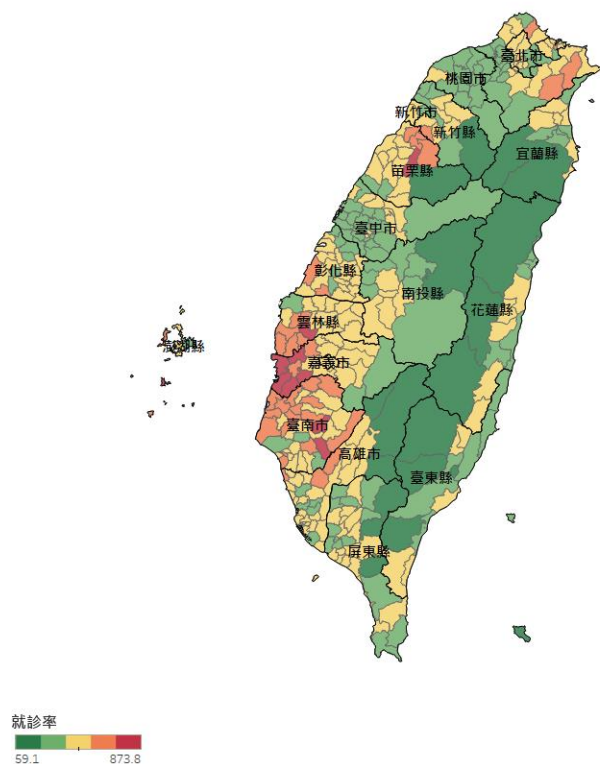 臺北市
桃園市
新竹市
新竹縣
宜蘭縣
苗栗縣
臺中市
彰化縣
南投縣
花蓮縣
雲林縣
澎湖縣
嘉義市
臺南市
高雄市
臺東縣
屏東縣
就診率
59.1 873.8